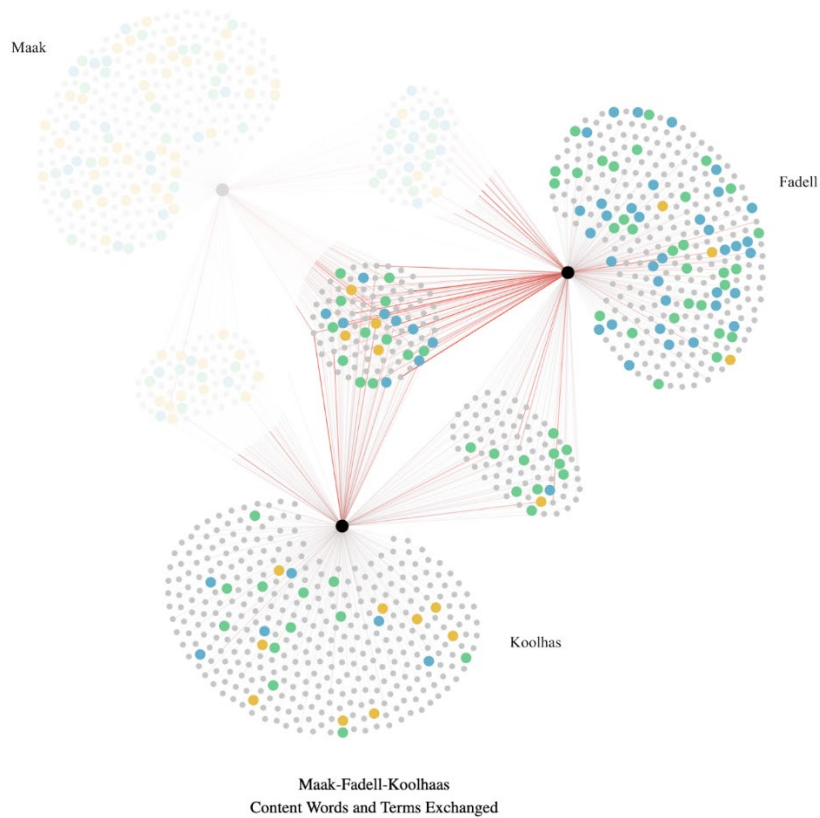 Maak
Fadell
Koolhas
Maak-Fadell-Koolhaas
Content Words and Terms Exchanged